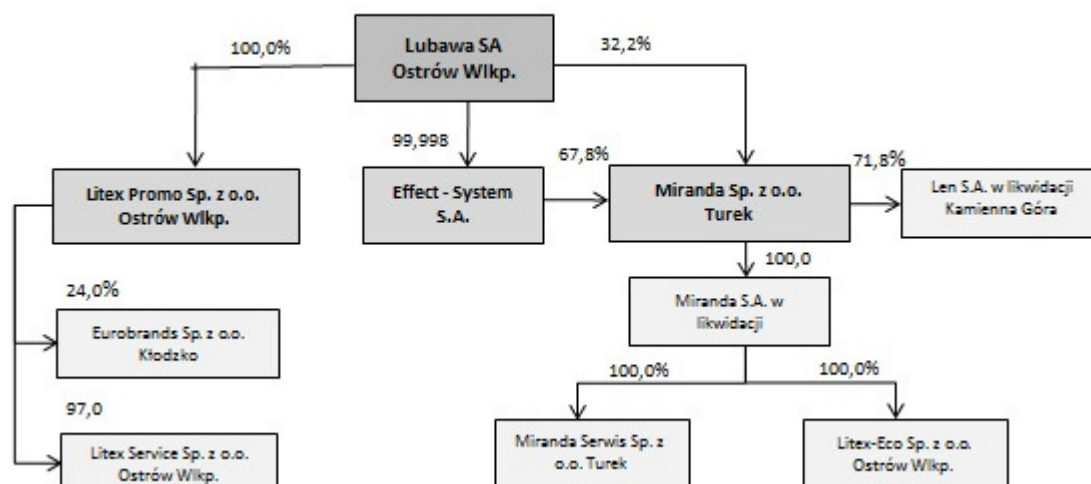 100,0%
Lubawa SA
Ostrów Wlkp.
32,2%
99,998
67,8%
71,8%
Litex Promo Sp. z o.o.
Ostrów Wlkp.
Effect - System
S.A.
Miranda Sp. z o.o.
Turek
Len S.A. w likwidacji
Kamienna Góra
100,0
24,0%
Miranda S.A. w
likwidacji
Eurobrands Sp. z o.o.
Kłodzko
100,0%
100,0%
97,0
Litex Service Sp. z o.o.
Ostrów Wlkp.
Miranda Serwis Sp. z
o.o. Turek
Litex-Eco Sp. z o.o.
Ostrów Wlkp.